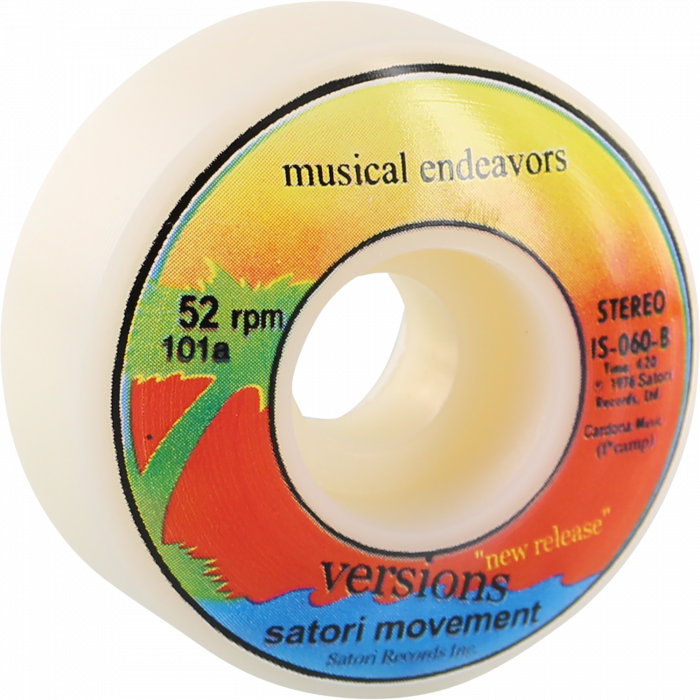 musical endeavors
52 rpm
101a
STEREO
IS-060-B
Time: 4:20
© 1976 Satori
Records, Ltd.
Cardona Music
"new release"
versions
satori movement
Satori Records Inc.